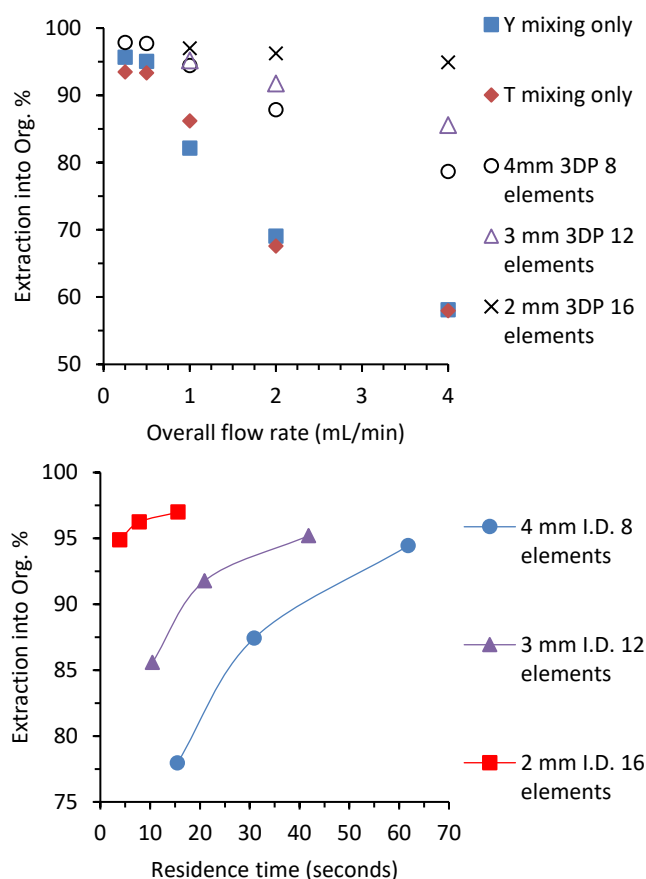 Extraction into Org. %
100
90
80
70
60
50
0
1
2
3
4
Overall flow rate (mL/min)
Y mixing only
T mixing only
4mm 3DP 8
elements
3 mm 3DP 12
elements
2 mm 3DP 16
elements
Extraction into Org. %
100
95
90
85
80
75
0
10
20
30
40
50
60
70
Residence time (seconds)
4 mm I.D. 8
elements
3 mm I.D. 12
elements
2 mm I.D. 16
elements